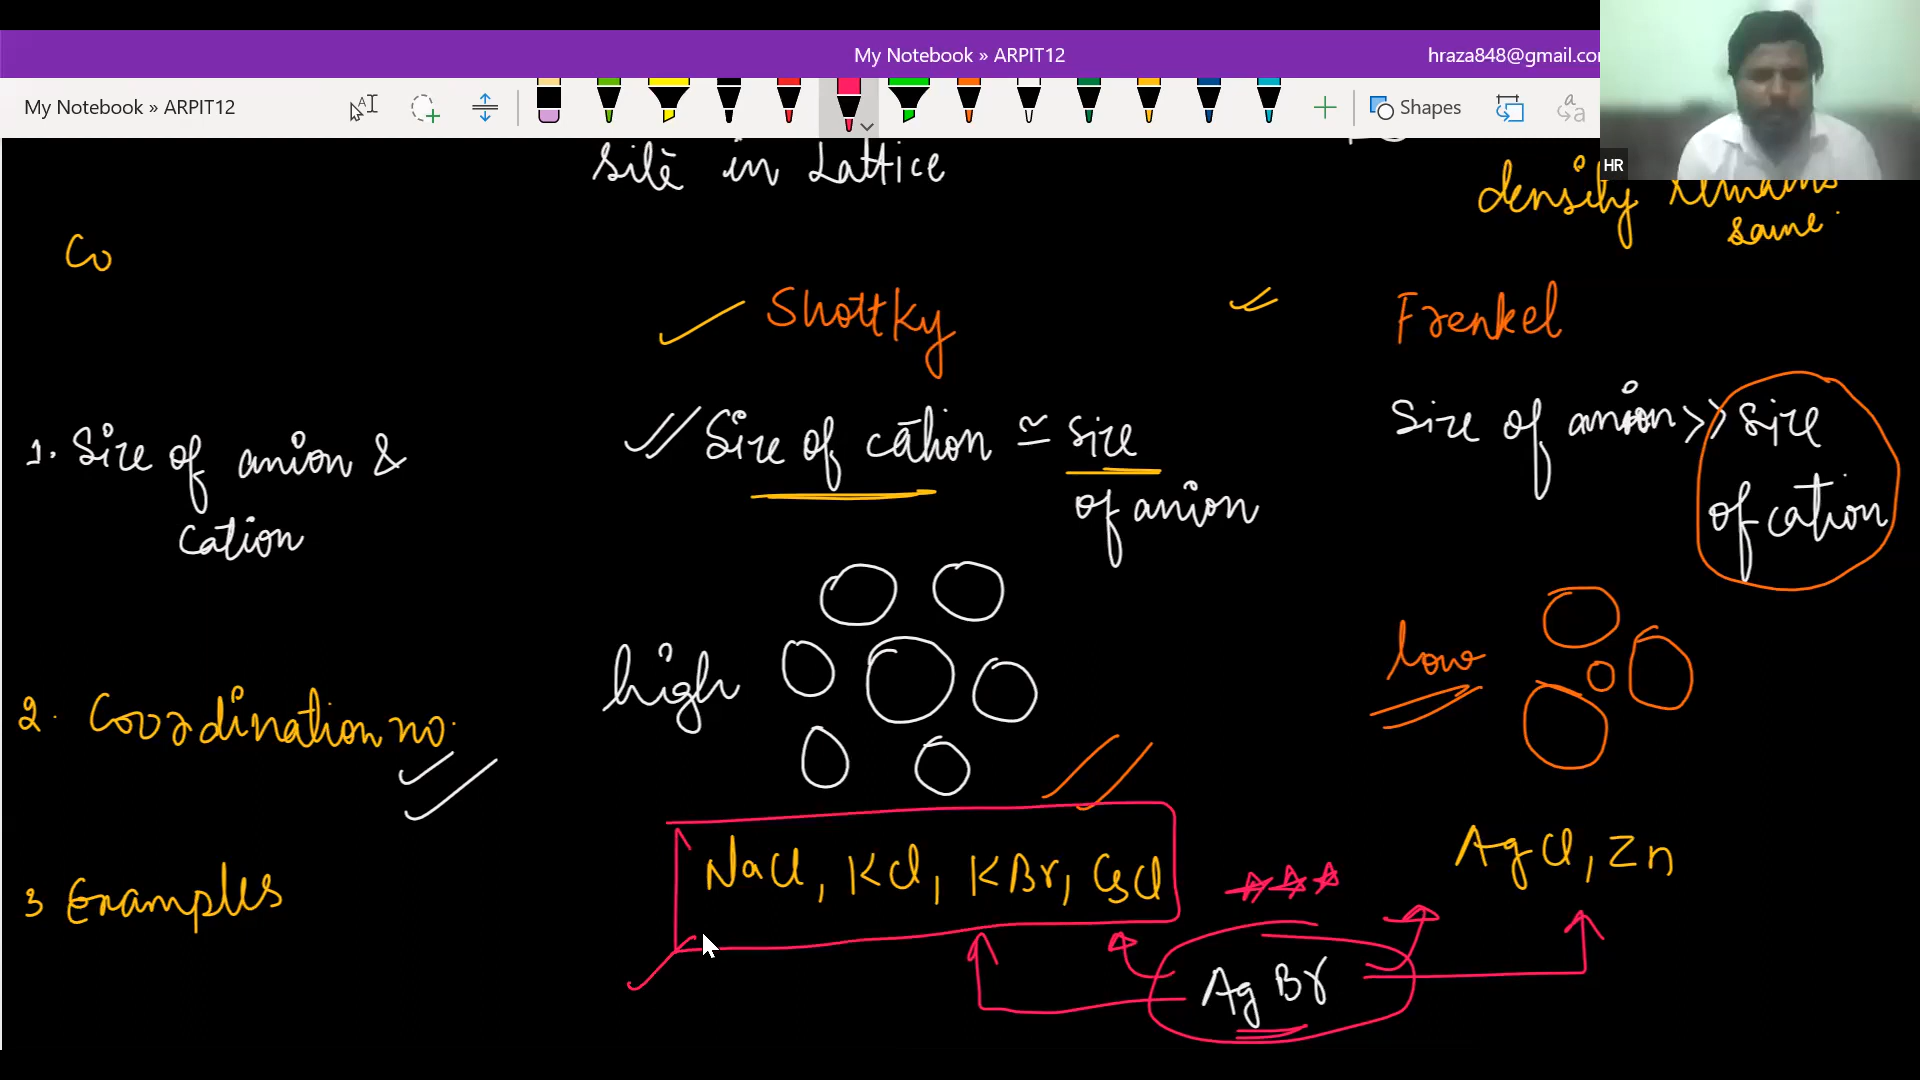 My Notebook » ARPIT12
hraza848@gmail.co
My Notebook » ARPIT12
Shapes
HR
site in Lattice
density remains
same
Co
Shottky
Frenkel
1. Size of anion &
cation
Size of cation ≃ size
of anion
Size of anion >> size
of cation
2. Coordination no.
high
low
3 Examples
NaCl, KCl, KBr, CsCl
AgCl, Zn
AgBr